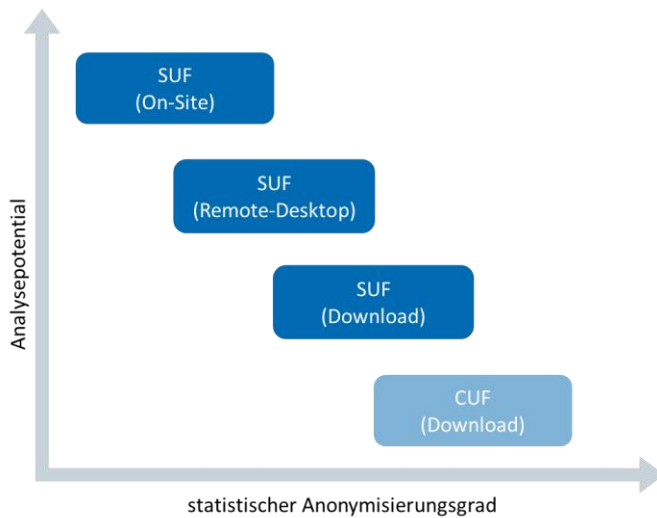 SUF
(On-Site)
SUF
(Remote-Desktop)
SUF
(Download)
CUF
(Download)
Analysepotential
statistischer Anonymisierungsgrad